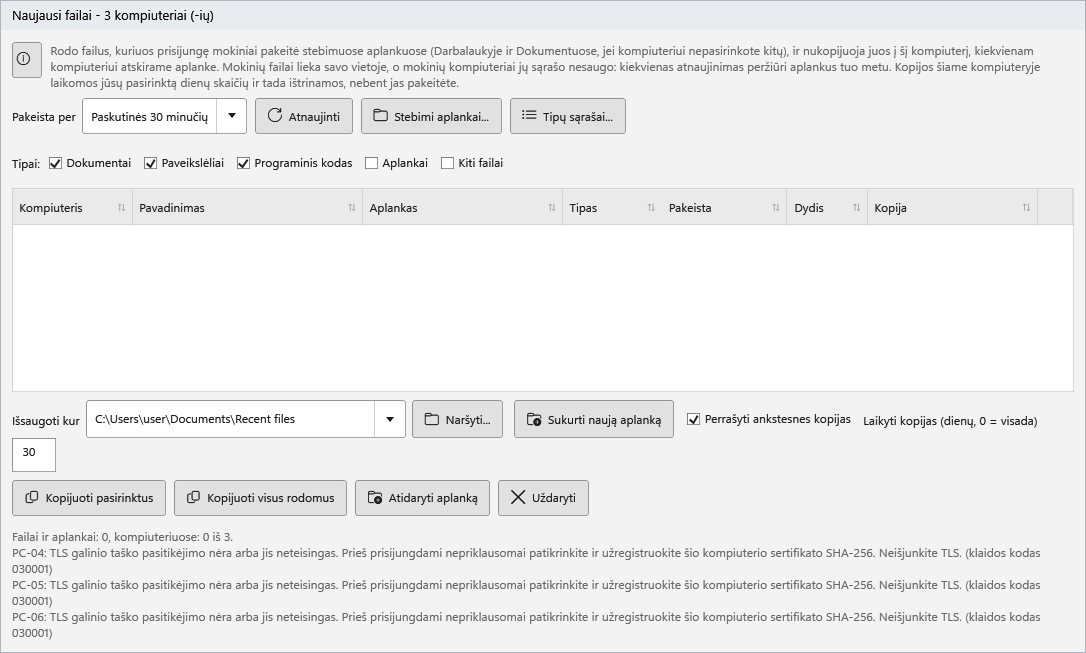 Naujausi failai - 3 kompiuteriai (-ių)
Rodo failus, kuriuos prisijungę mokiniai pakeitė stebimuose aplankuose (Darbalaukyje ir Dokumentuose, jei kompiuteriui nepasirinkote kitų), ir nukopijuoja juos į šį kompiuterį, kiekvienam
kompiuteriui atskirame aplanke. Mokinių failai lieka savo vietoje, o mokinių kompiuteriai jų sąrašo nesaugo: kiekvienas atnaujinimas peržiūri aplankus tuo metu. Kopijos šiame kompiuteryje
laikomos jūsų pasirinktą dienų skaičių ir tada ištrinamos, nebent jas pakeitėte.
Pakeista per Paskutinės 30 minučių Atnaujinti Stebimi aplankai... Tipų sąrašai...
Tipai: Dokumentai Paveikslėliai Programinis kodas Aplankai Kiti failai
Kompiuteris Pavadinimas Aplankas Tipas Pakeista Dydis Kopija
Išsaugoti kur C:\Users\user\Documents\Recent files Naršyti... Sukurti naują aplanką Perrašyti ankstesnes kopijas Laikyti kopijas (dienų, 0 = visada)
30
Kopijuoti pasirinktus Kopijuoti visus rodomus Atidaryti aplanką Uždaryti
Failai ir aplankai: 0, kompiuteriuose: 0 iš 3.
PC-04: TLS galinio taško pasitikėjimo nėra arba jis neteisingas. Prieš prisijungdami nepriklausomai patikrinkite ir užregistruokite šio kompiuterio sertifikato SHA-256. Neišjunkite TLS. (klaidos kodas
030001)
PC-05: TLS galinio taško pasitikėjimo nėra arba jis neteisingas. Prieš prisijungdami nepriklausomai patikrinkite ir užregistruokite šio kompiuterio sertifikato SHA-256. Neišjunkite TLS. (klaidos kodas
030001)
PC-06: TLS galinio taško pasitikėjimo nėra arba jis neteisingas. Prieš prisijungdami nepriklausomai patikrinkite ir užregistruokite šio kompiuterio sertifikato SHA-256. Neišjunkite TLS. (klaidos kodas
030001)